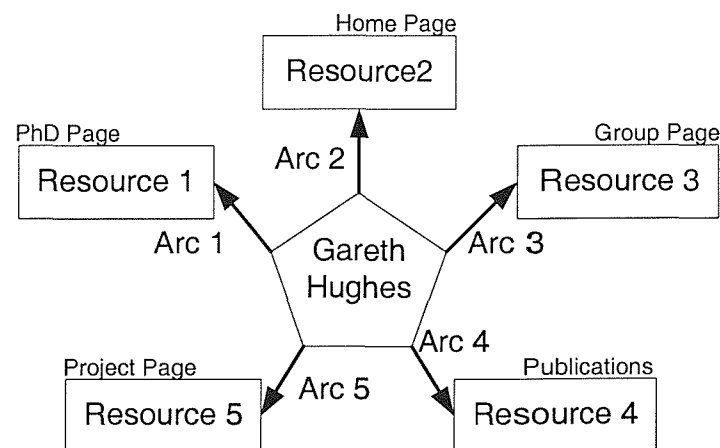 Home Page
Resource2
PhD Page
Resource 1
Arc 2
Group Page
Resource 3
Arc 1
Gareth
Hughes
Arc 3
Arc 4
Project Page
Resource 5
Arc 5
Publications
Resource 4